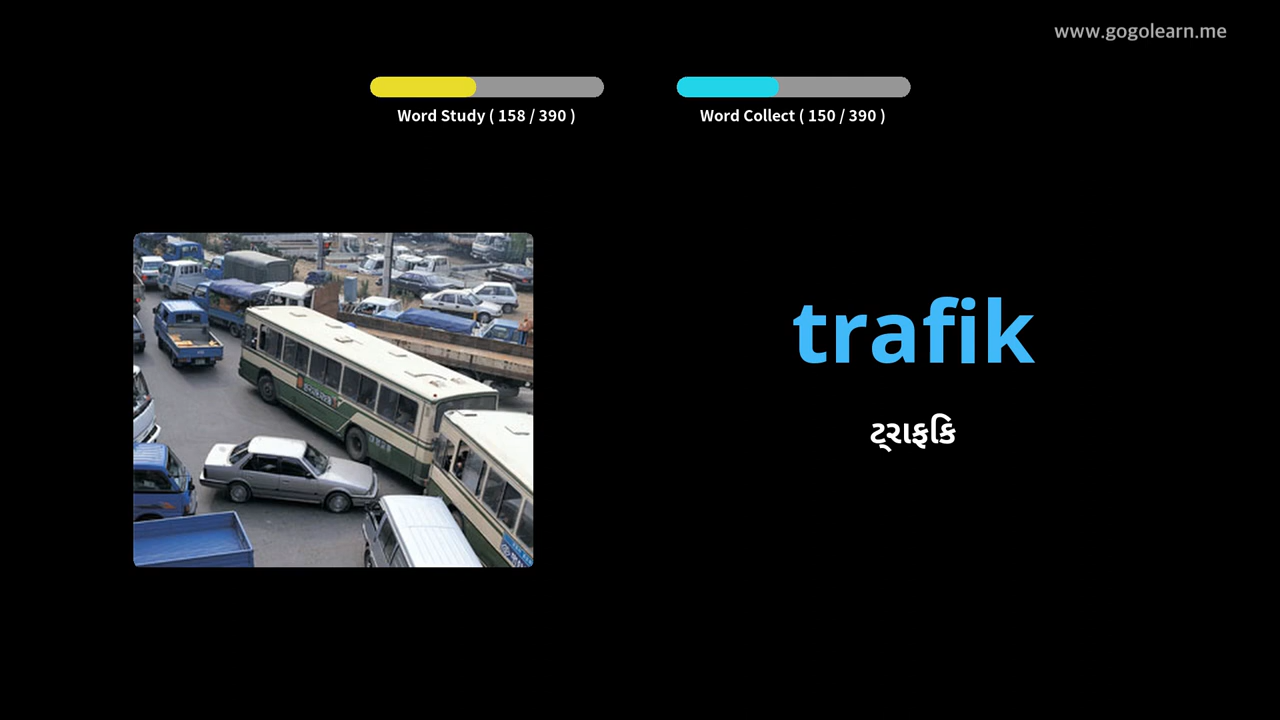 www.gogolearn.me
Word Study ( 158 / 390 )
Word Collect ( 150 / 390 )
trafik
ટ્રાફિક